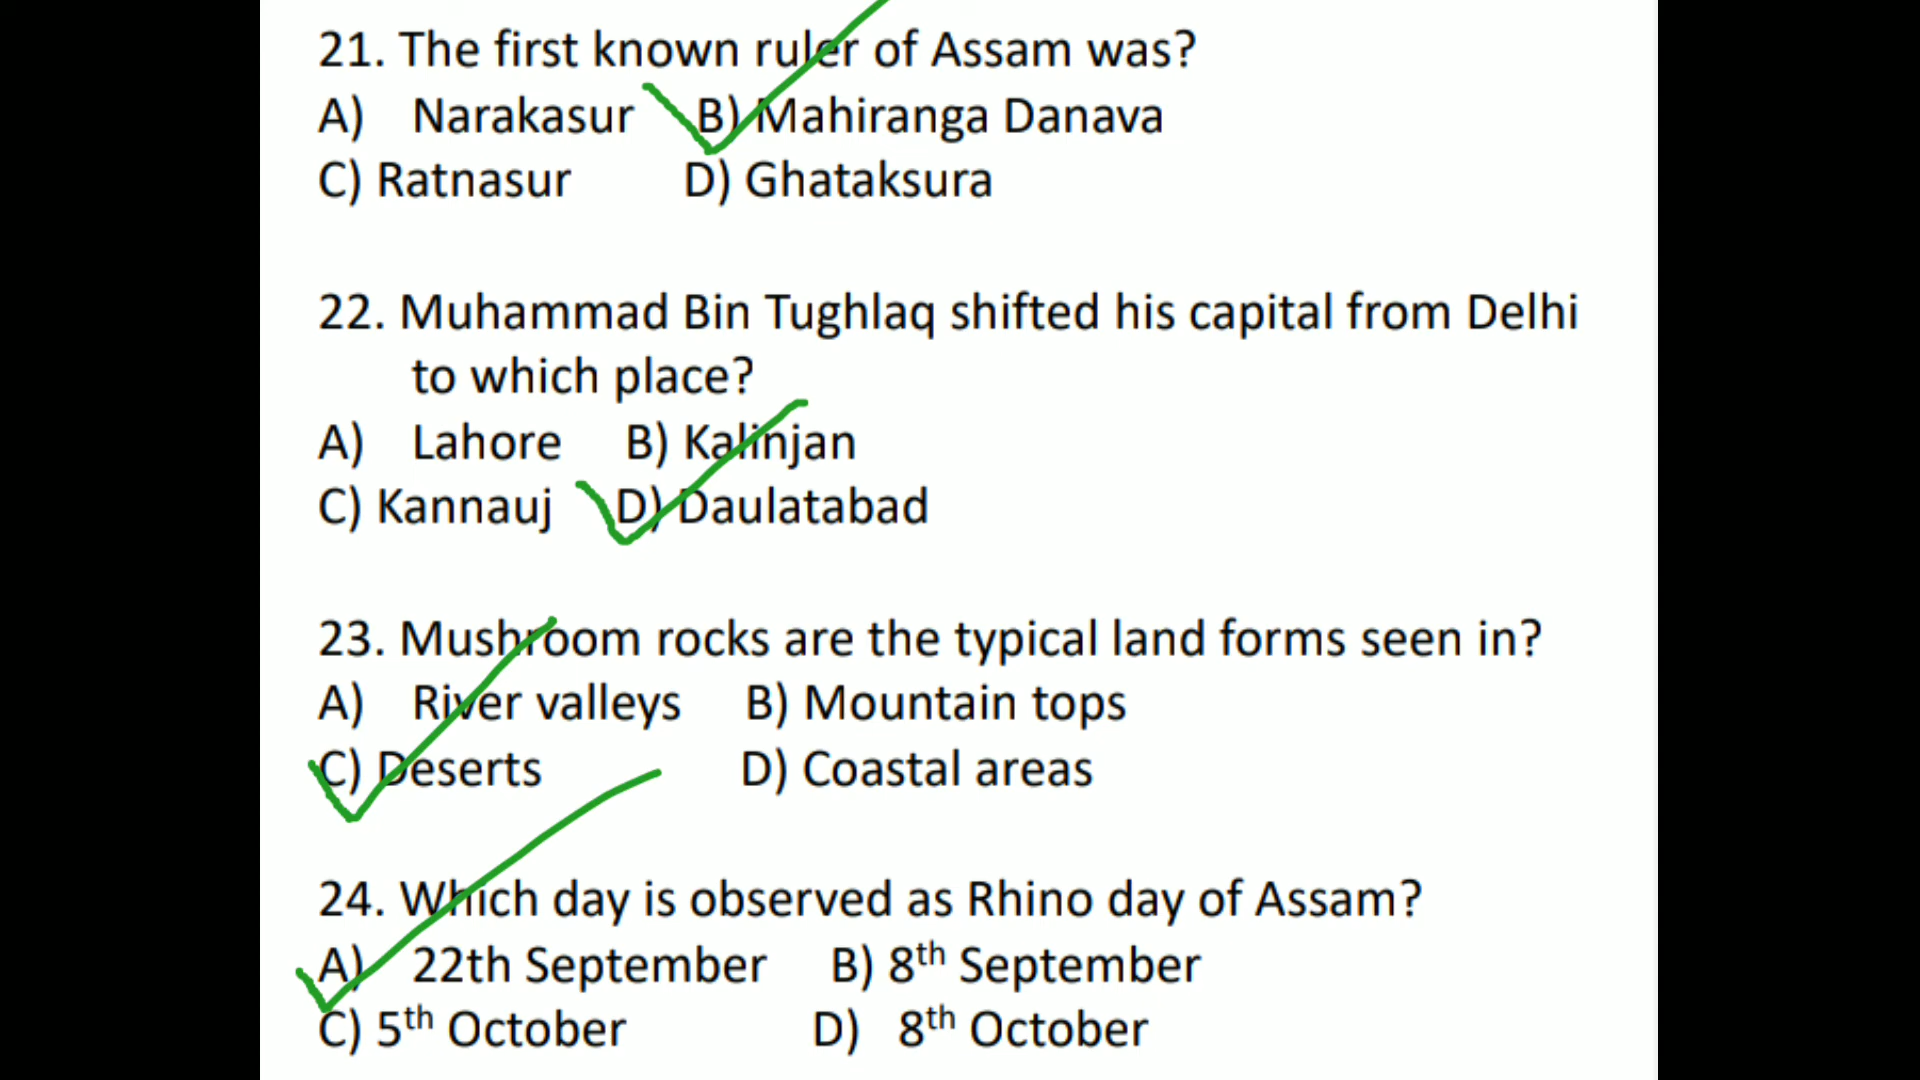 21. The first known ruler of Assam was?
A) Narakasur B) Mahiranga Danava
C) Ratnasur D) Ghataksura
22. Muhammad Bin Tughlaq shifted his capital from Delhi
to which place?
A) Lahore B) Kalinjan
C) Kannauj D) Daulatabad
23. Mushroom rocks are the typical land forms seen in?
A) River valleys B) Mountain tops
C) Deserts D) Coastal areas
24. Which day is observed as Rhino day of Assam?
A) 22th September B) 8th September
C) 5th October D) 8th October